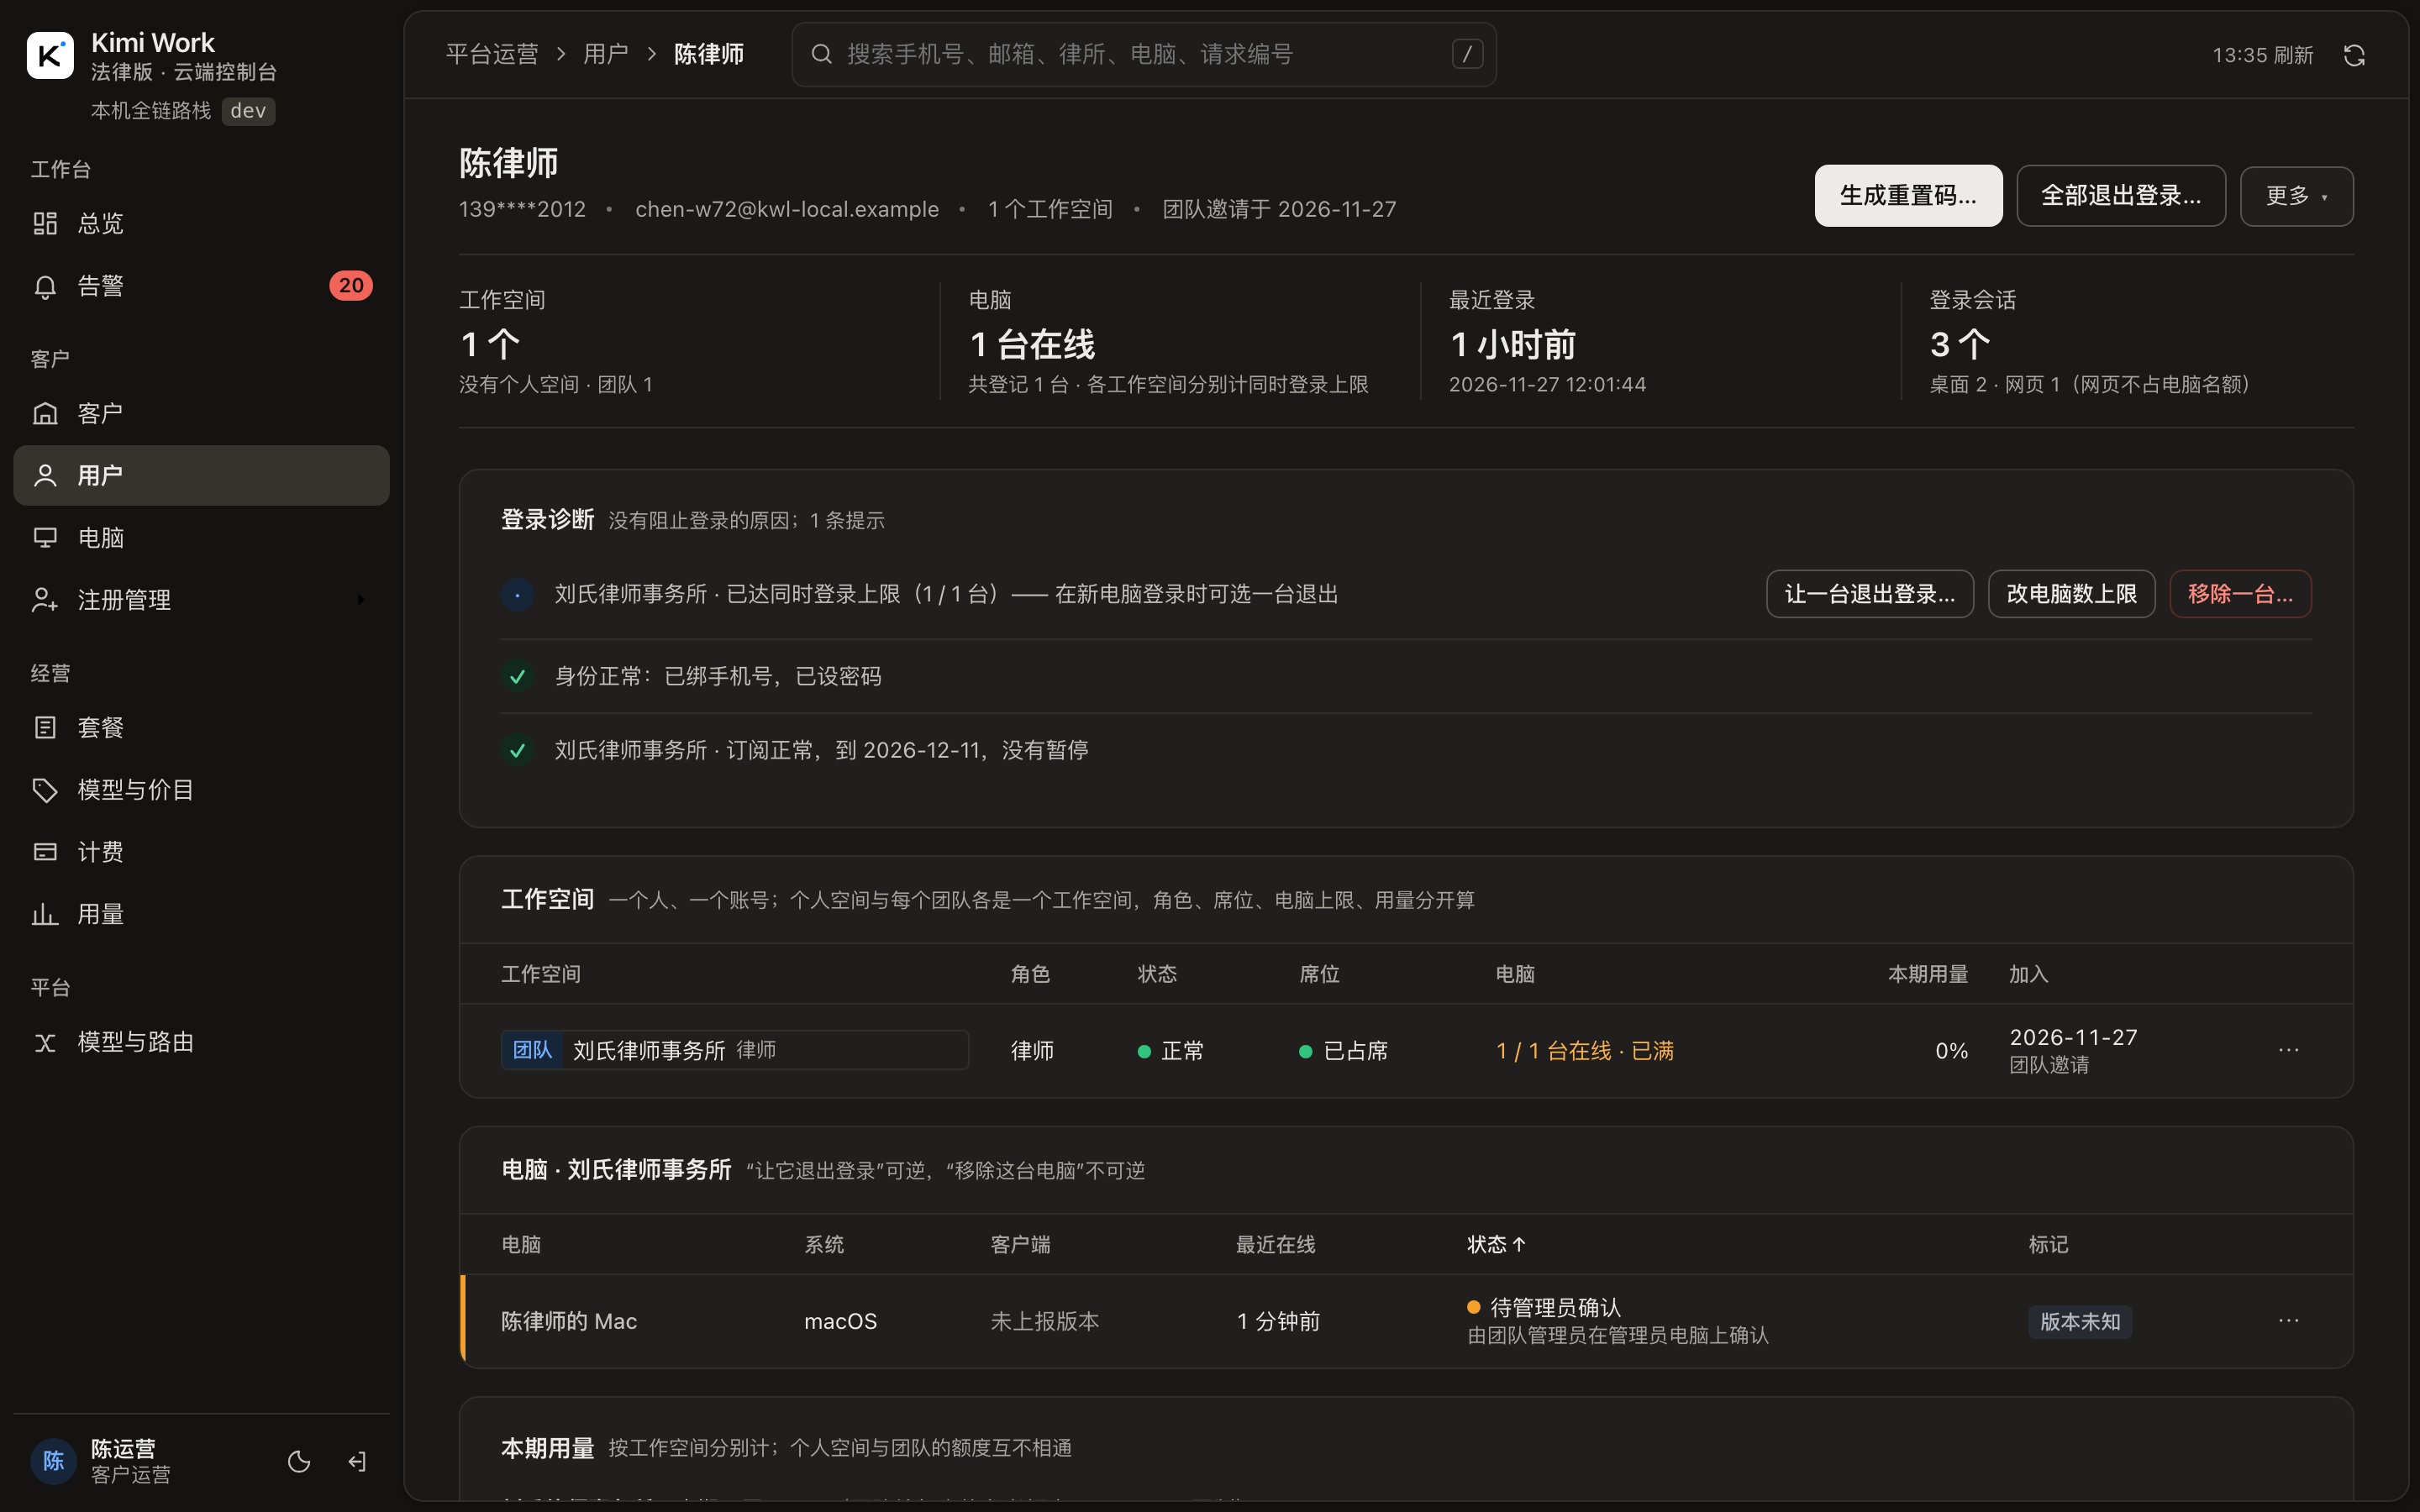 Kimi Work
法律版 · 云端控制台
本机全链路栈 dev
工作台
总览
告警 20
客户
客户
用户
电脑
注册管理
经营
套餐
模型与价目
计费
用量
平台
模型与路由
陈 陈运营
客户运营
平台运营 > 用户 > 陈律师
搜索手机号、邮箱、律所、电脑、请求编号 /
13:35 刷新
陈律师
139****2012 • chen-w72@kwl-local.example • 1 个工作空间 • 团队邀请于 2026-11-27
生成重置码... 全部退出登录... 更多
工作空间
1 个
没有个人空间 · 团队 1
电脑
1 台在线
共登记 1 台 · 各工作空间分别计同时登录上限
最近登录
1 小时前
2026-11-27 12:01:44
登录会话
3 个
桌面 2 · 网页 1（网页不占电脑名额）
登录诊断 没有阻止登录的原因；1 条提示
刘氏律师事务所 · 已达同时登录上限（1 / 1 台）—— 在新电脑登录时可选一台退出
让一台退出登录... 改电脑数上限 移除一台...
身份正常：已绑手机号，已设密码
刘氏律师事务所 · 订阅正常，到 2026-12-11，没有暂停
工作空间 一个人、一个账号；个人空间与每个团队各是一个工作空间，角色、席位、电脑上限、用量分开算
工作空间 角色 状态 席位 电脑 本期用量 加入
团队 刘氏律师事务所 律师 律师 正常 已占席 1 / 1 台在线 · 已满 0% 2026-11-27
团队邀请 ···
电脑 · 刘氏律师事务所 “让它退出登录”可逆，“移除这台电脑”不可逆
电脑 系统 客户端 最近在线 状态 ↑ 标记
陈律师的 Mac macOS 未上报版本 1 分钟前 待管理员确认
由团队管理员在管理员电脑上确认 版本未知 ···
本期用量 按工作空间分别计；个人空间与团队的额度互不相通